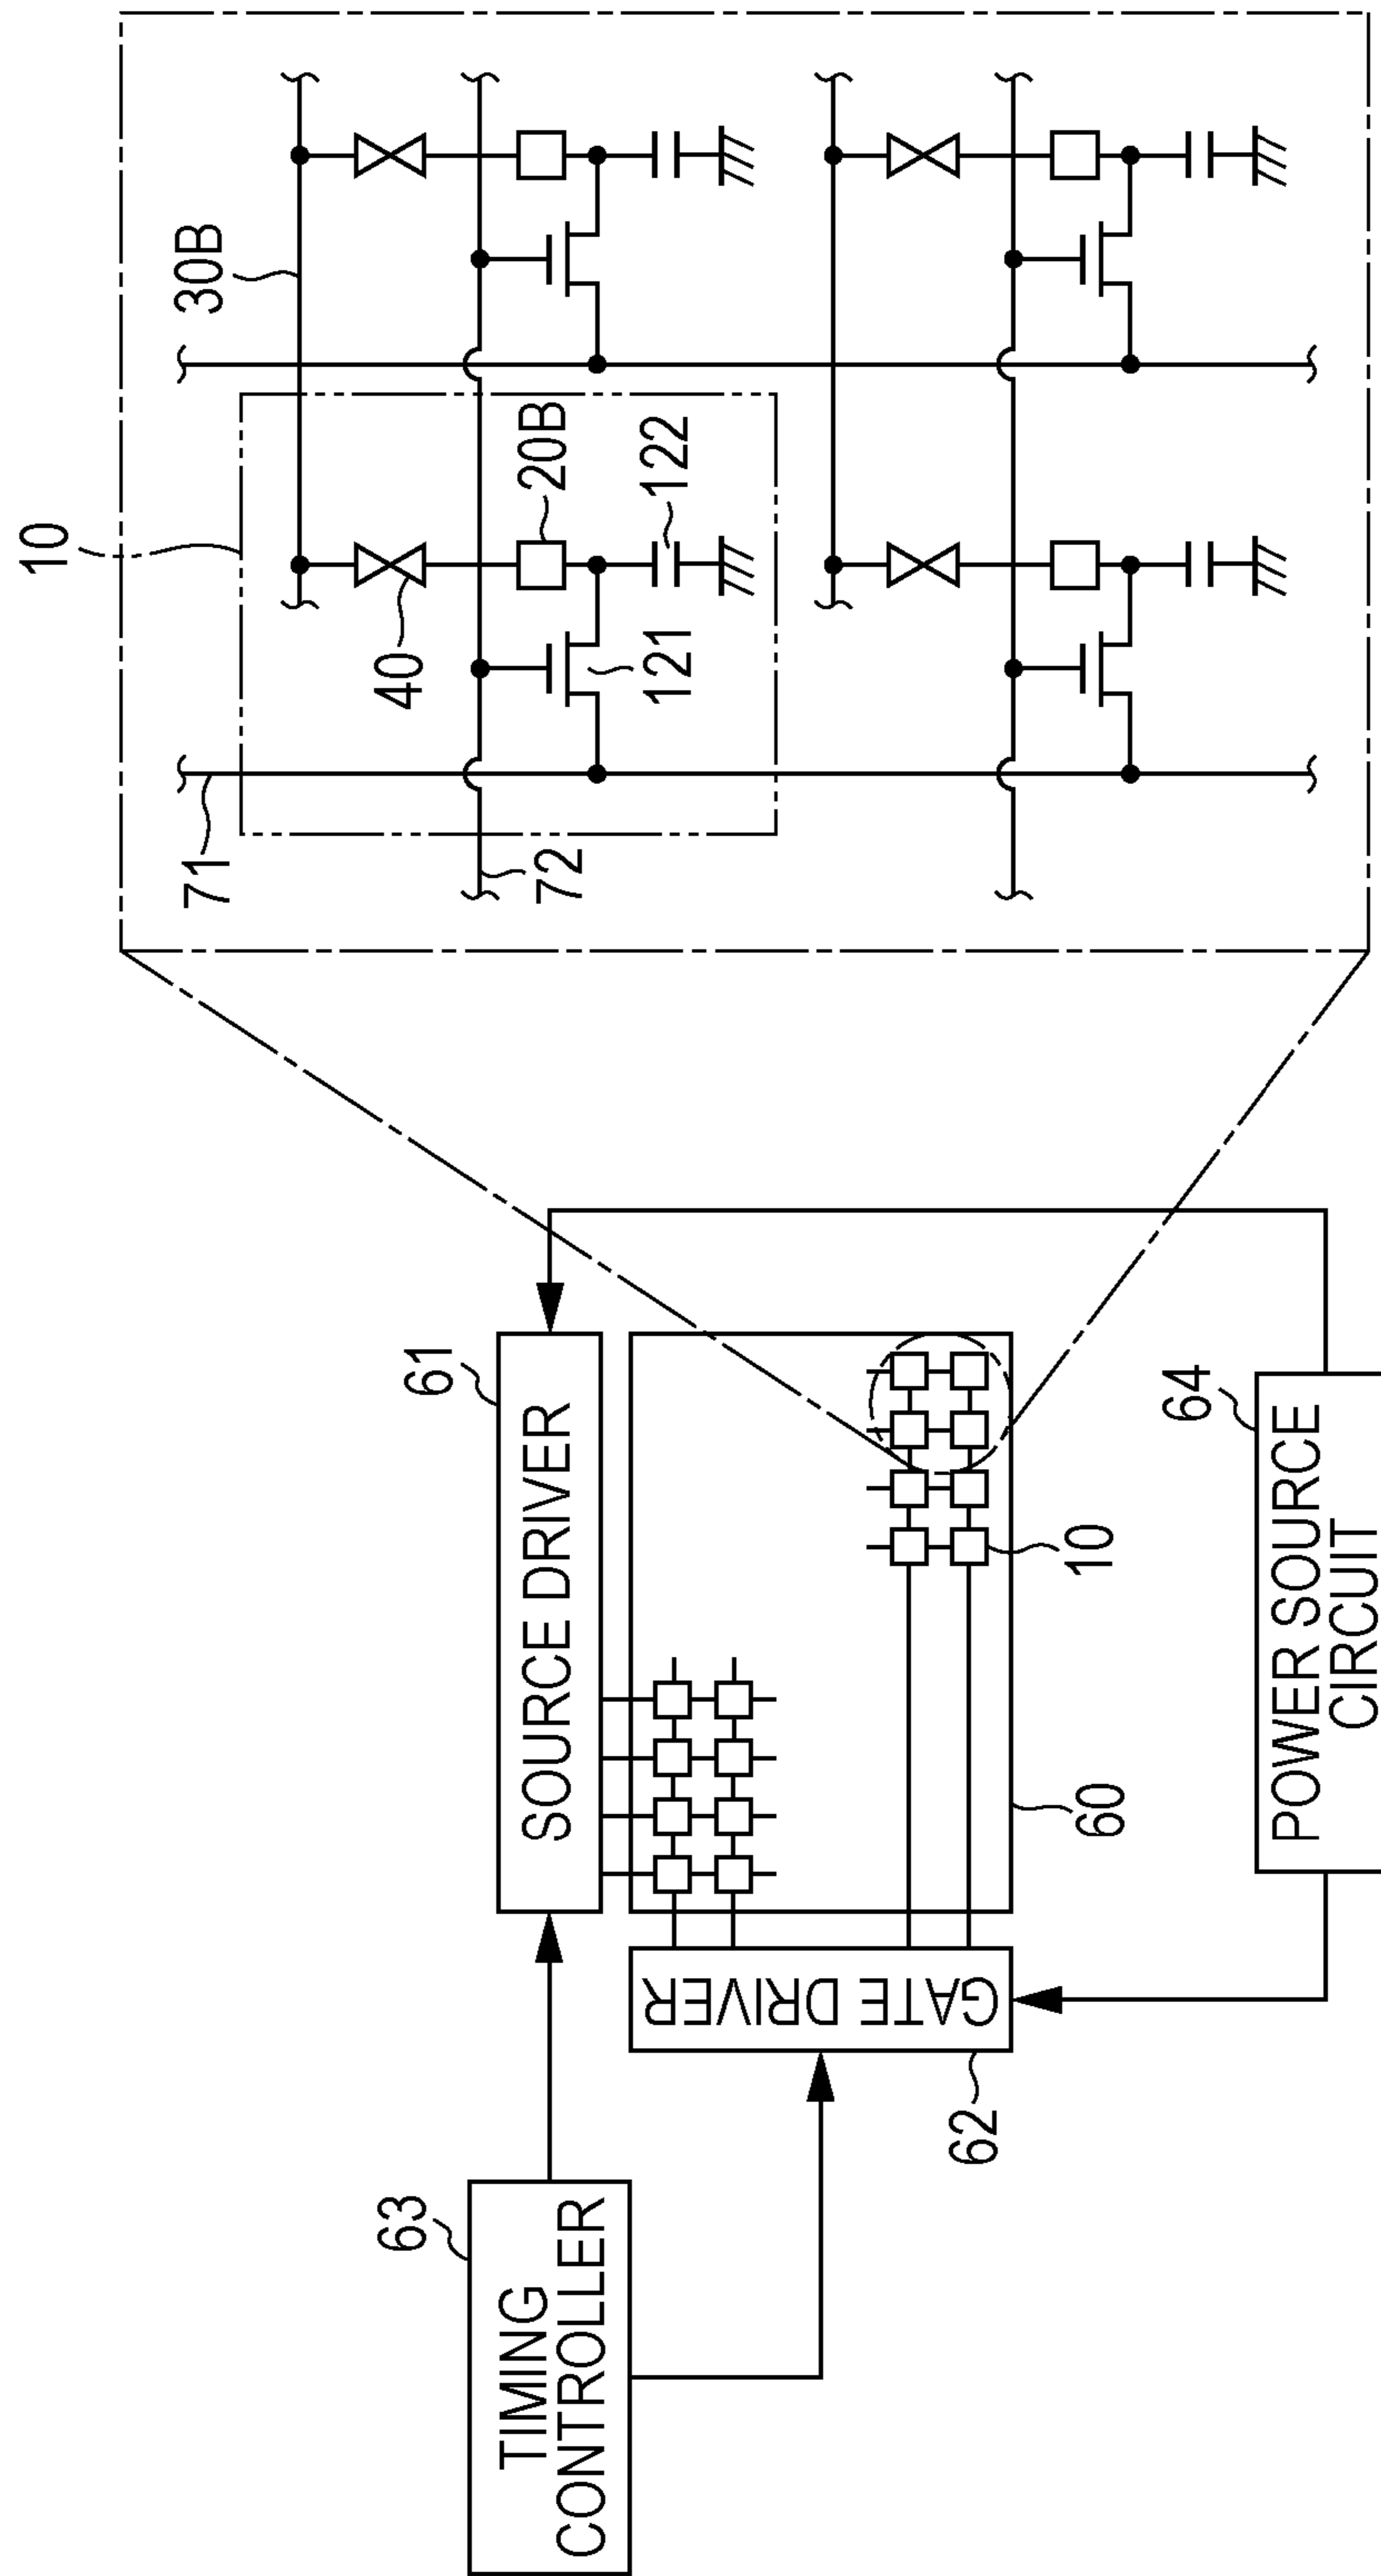 63
TIMING
CONTROLLER
61
SOURCE DRIVER
62
GATE DRIVER
60
10
64
POWER SOURCE
CIRCUIT
10
30B
71
40
20B
72
121
122